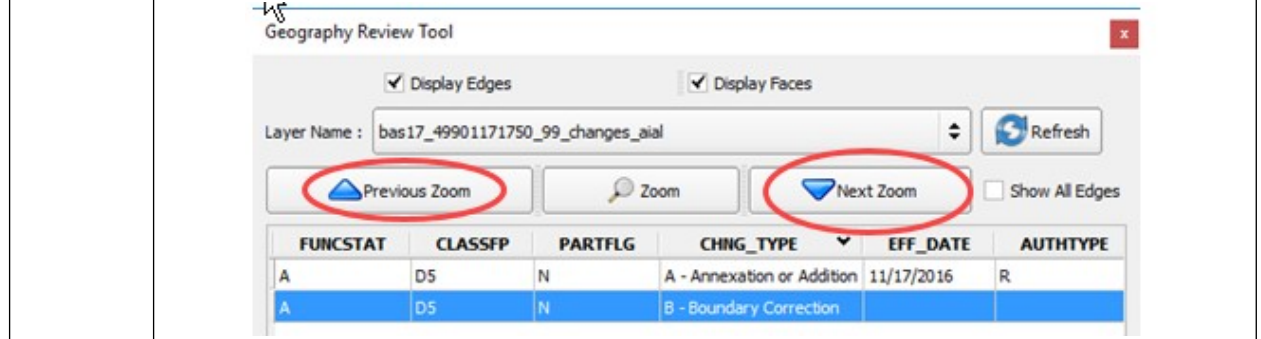 Geography Review Tool x
Display Edges Display Faces
Layer Name : bas17_49901171750_99_changes_aial Refresh
Previous Zoom Zoom Next Zoom Show All Edges
FUNCSTAT CLASSFP PARTFLG CHNG_TYPE EFF_DATE AUTHTYPE
A D5 N A - Annexation or Addition 11/17/2016 R
A D5 N B - Boundary Correction